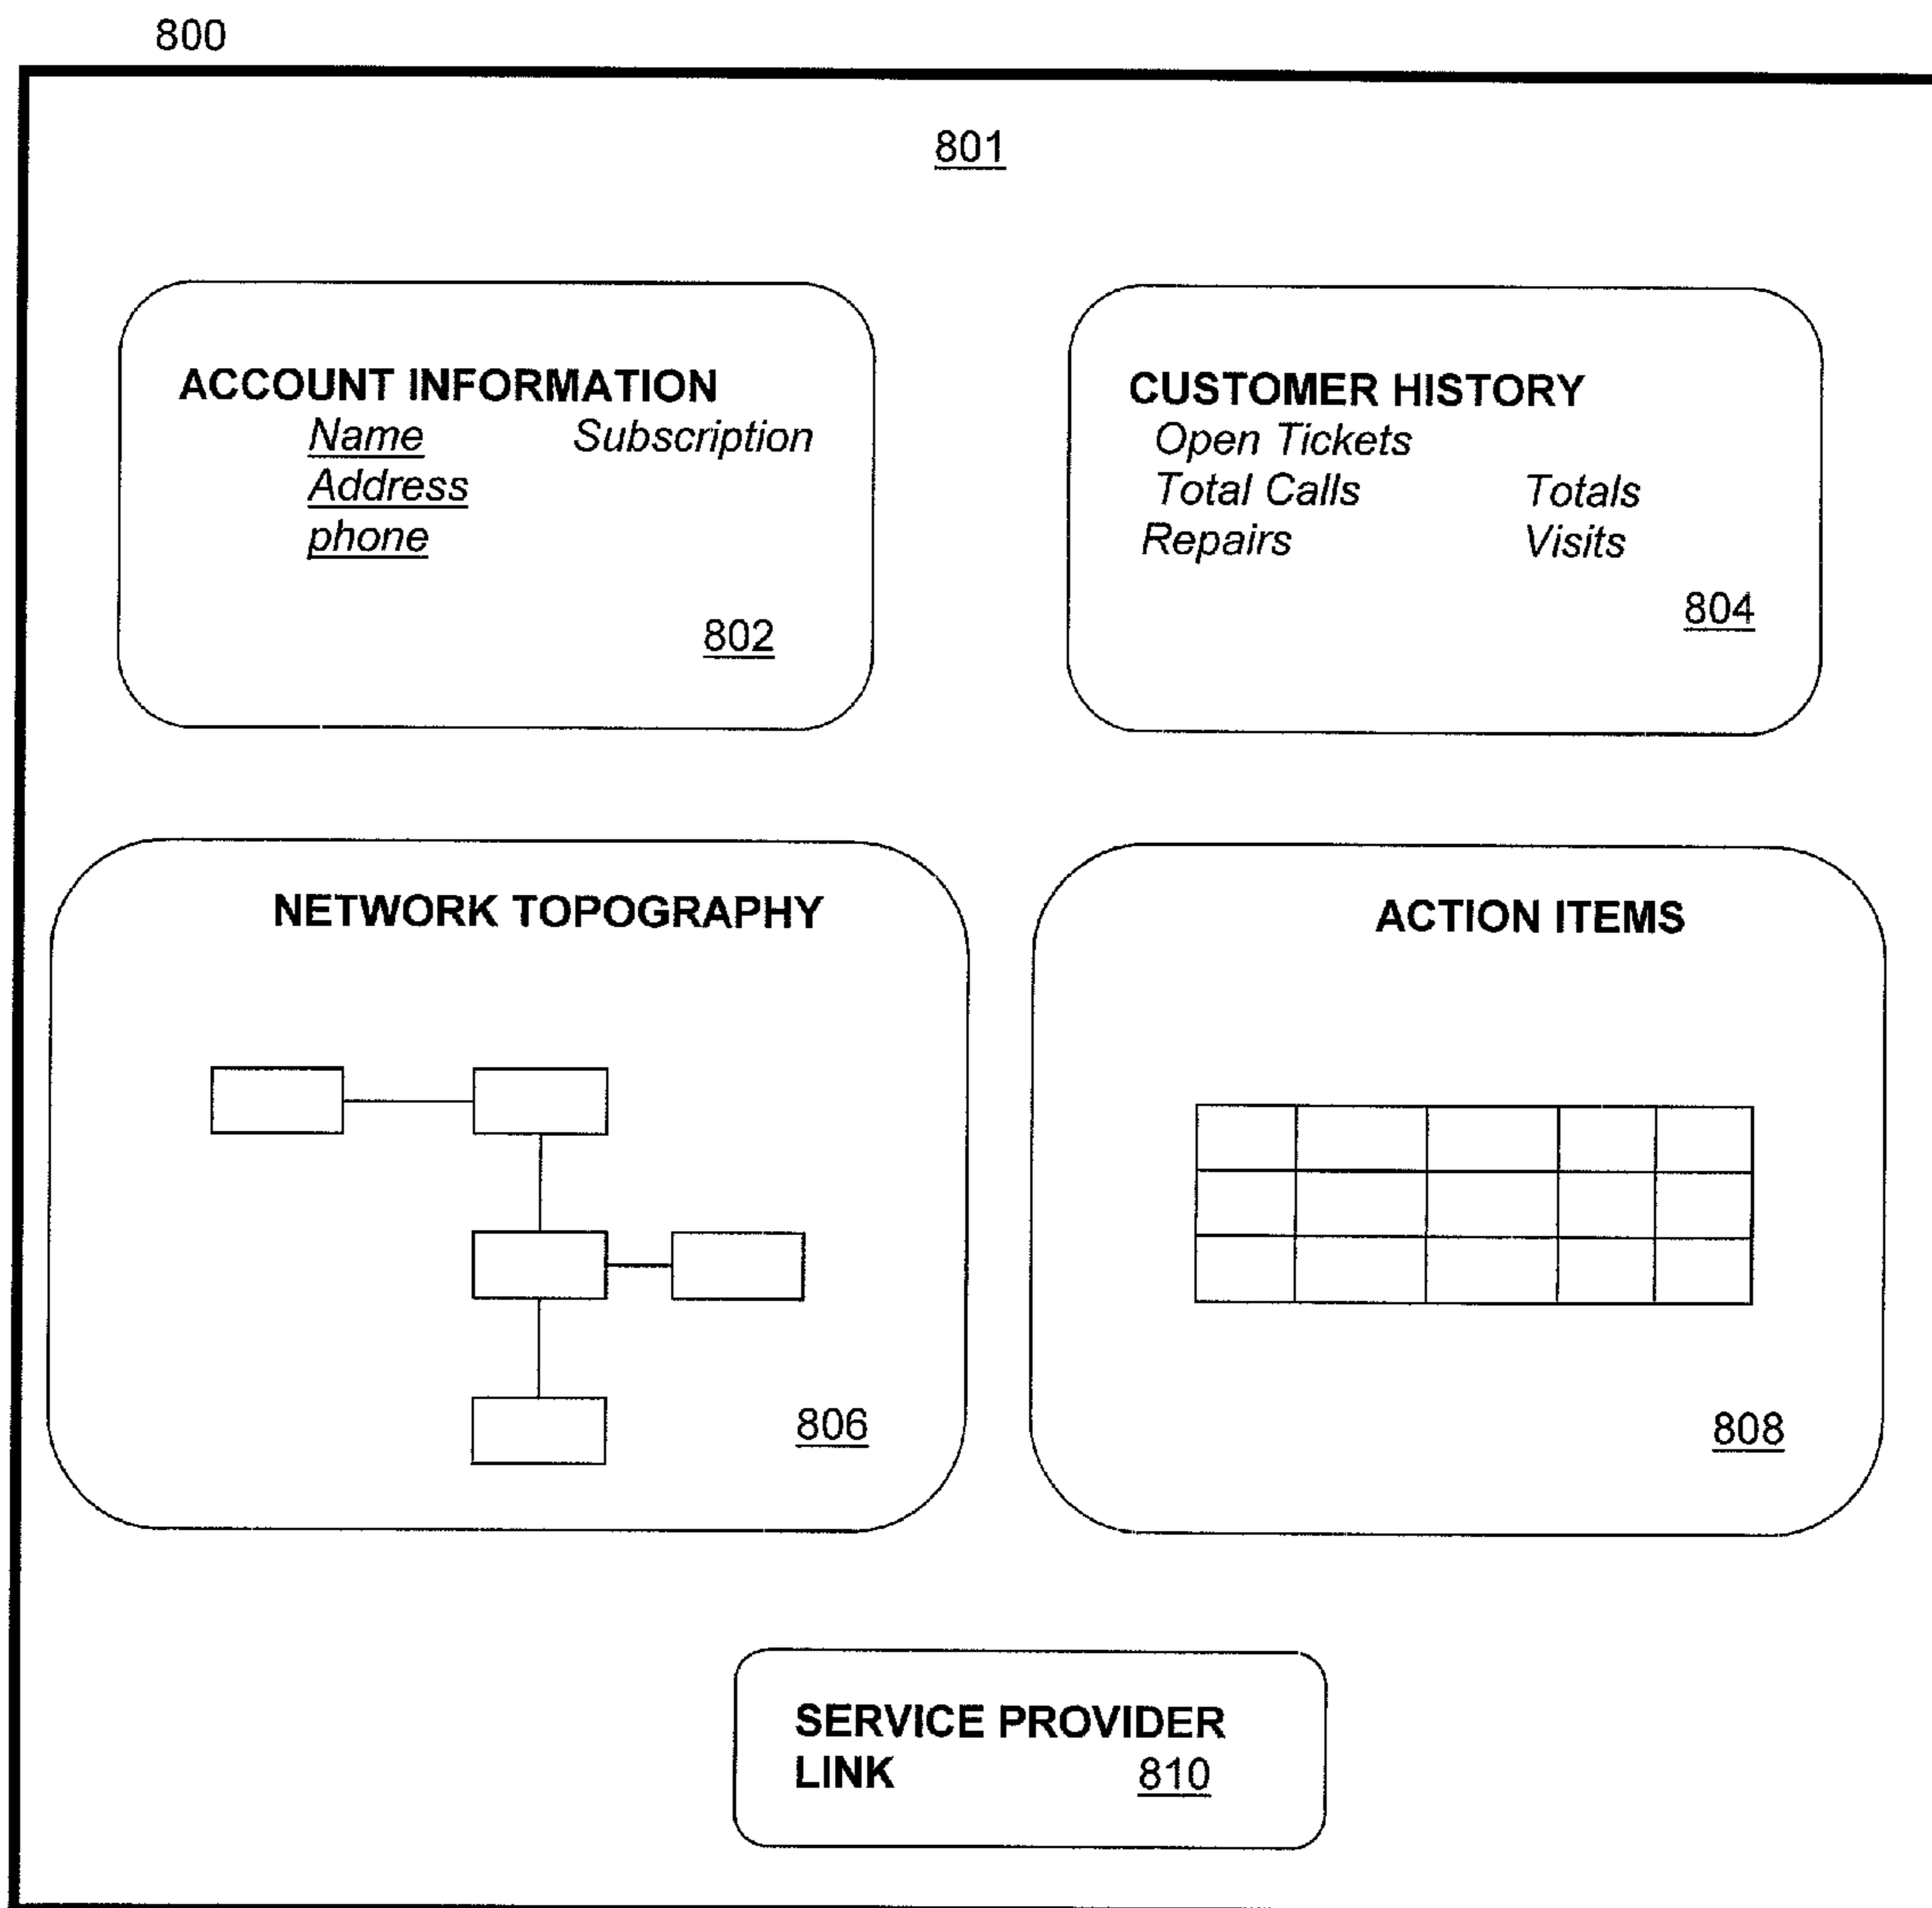 800
801
ACCOUNT INFORMATION
Name Subscription
Address
phone
802
CUSTOMER HISTORY
Open Tickets
Total Calls Totals
Repairs Visits
804
NETWORK TOPOGRAPHY
806
ACTION ITEMS
808
SERVICE PROVIDER
LINK 810